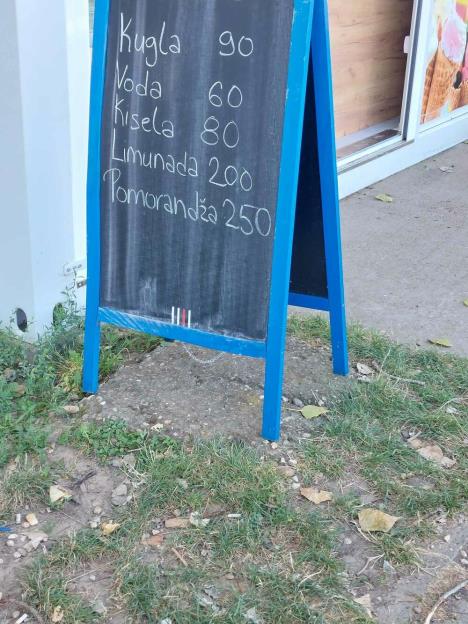 Kugla 90
Voda 60
Kisela 80
Limunada 200
Pomorandža 250